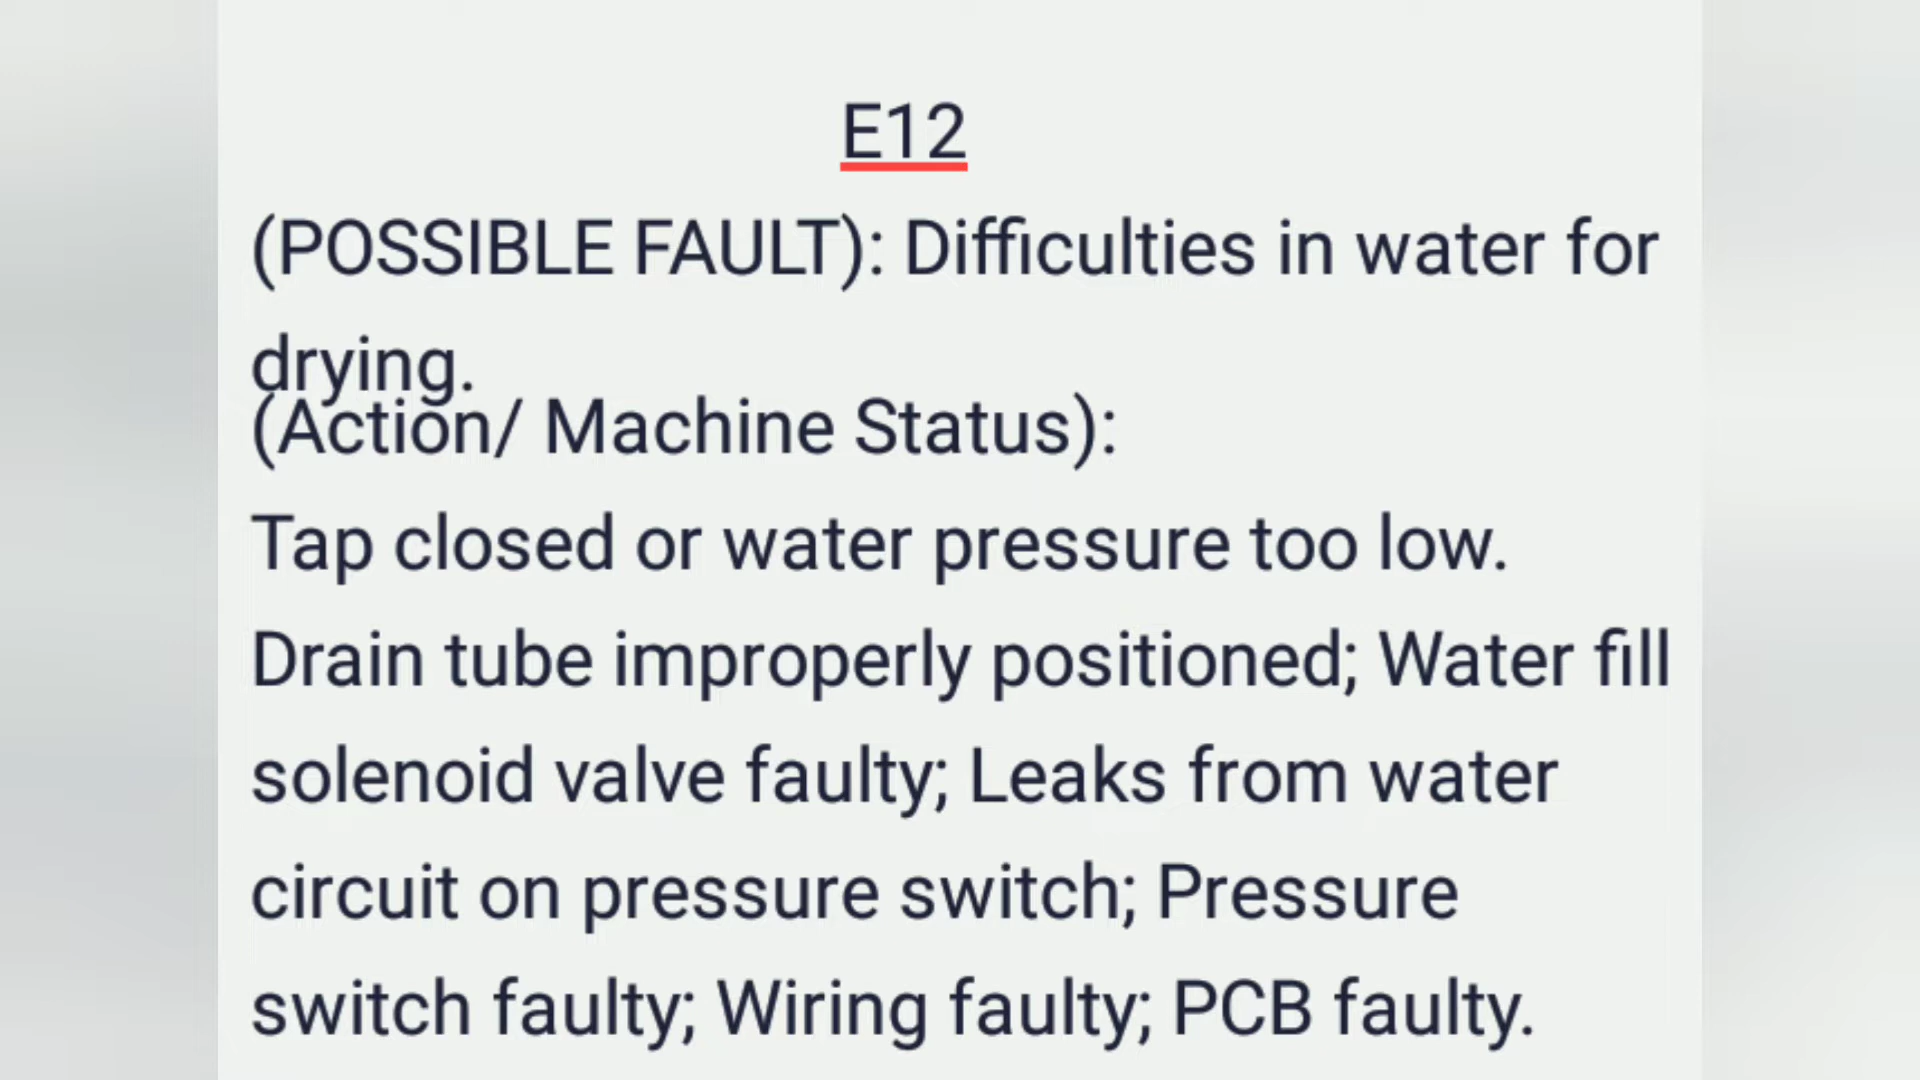 E12
(POSSIBLE FAULT): Difficulties in water for
drying.
(Action/ Machine Status):
Tap closed or water pressure too low.
Drain tube improperly positioned; Water fill
solenoid valve faulty; Leaks from water
circuit on pressure switch; Pressure
switch faulty; Wiring faulty; PCB faulty.